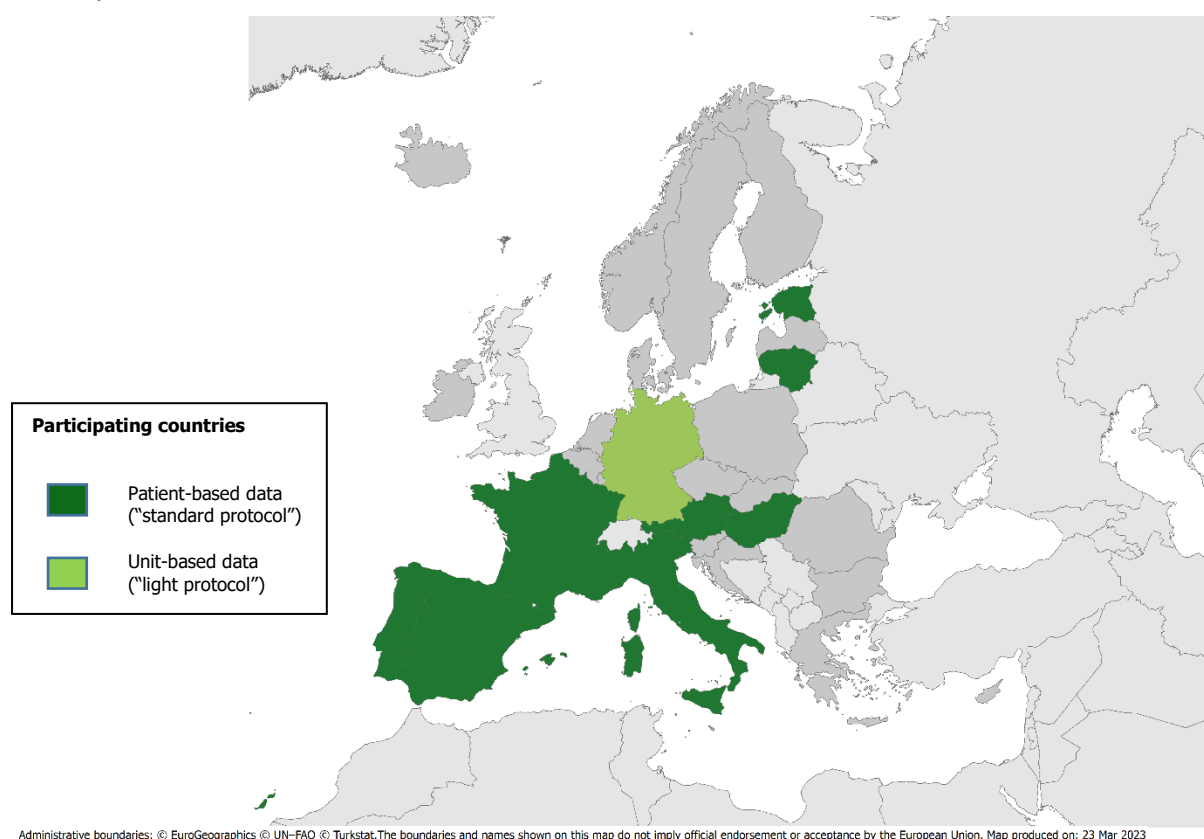 Participating countries
Patient-based data
(“standard protocol”)
Unit-based data
(“light protocol”)
Administrative boundaries: © EuroGeographics © UN–FAO © Turkstat.The boundaries and names shown on this map do not imply official endorsement or acceptance by the European Union. Map produced on: 23 Mar 2023